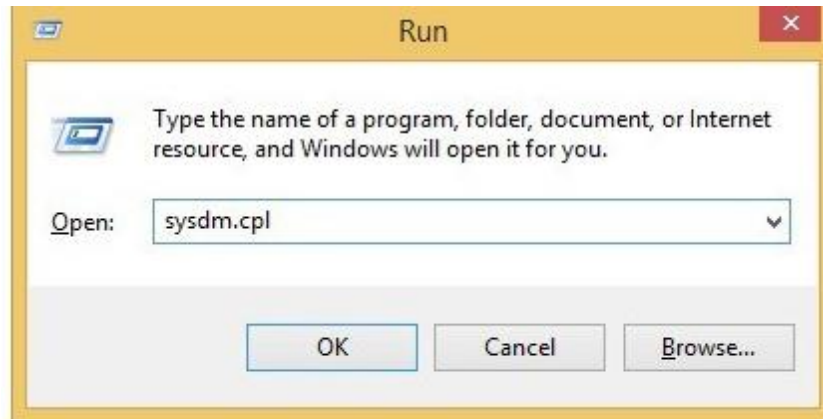 Run
Type the name of a program, folder, document, or Internet
resource, and Windows will open it for you.
Open: sysdm.cpl
OK Cancel Browse...